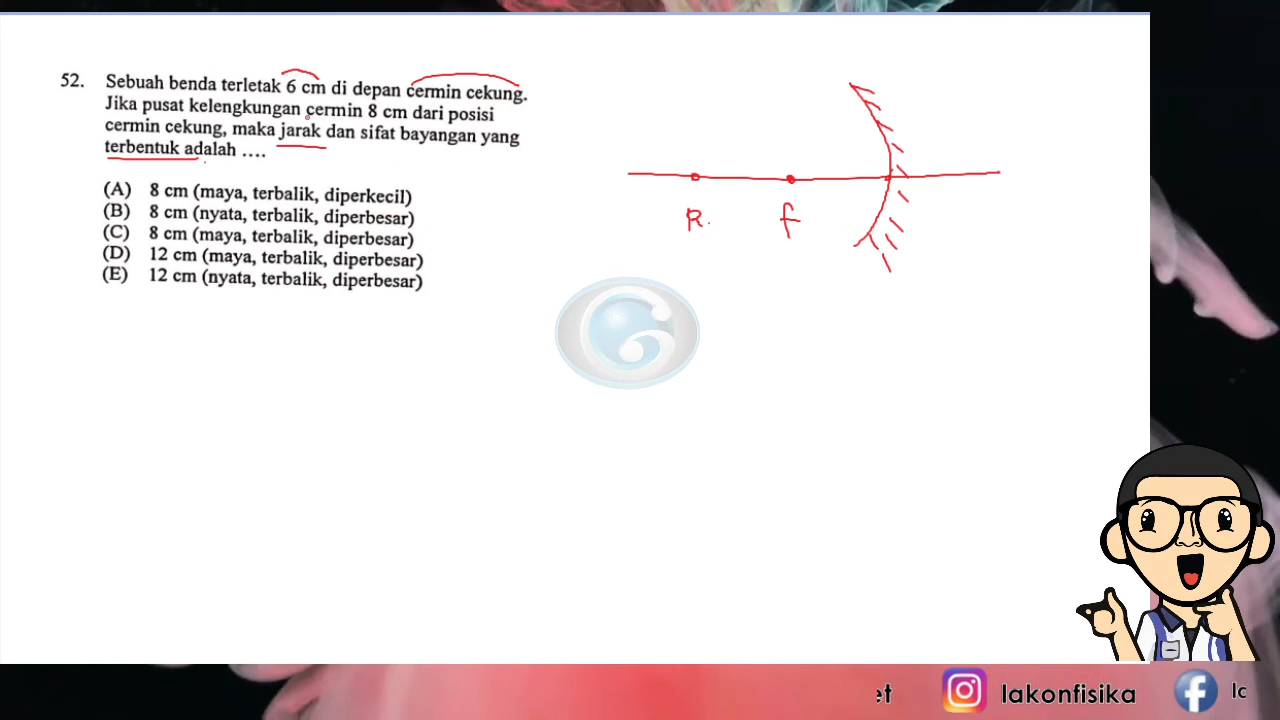 52. Sebuah benda terletak 6 cm di depan cermin cekung.
Jika pusat kelengkungan cermin 8 cm dari posisi
cermin cekung, maka jarak dan sifat bayangan yang
terbentuk adalah ....
(A) 8 cm (maya, terbalik, diperkecil)
(B) 8 cm (nyata, terbalik, diperbesar)
(C) 8 cm (maya, terbalik, diperbesar)
(D) 12 cm (maya, terbalik, diperbesar)
(E) 12 cm (nyata, terbalik, diperbesar)
R. f
et lakonfisika lc